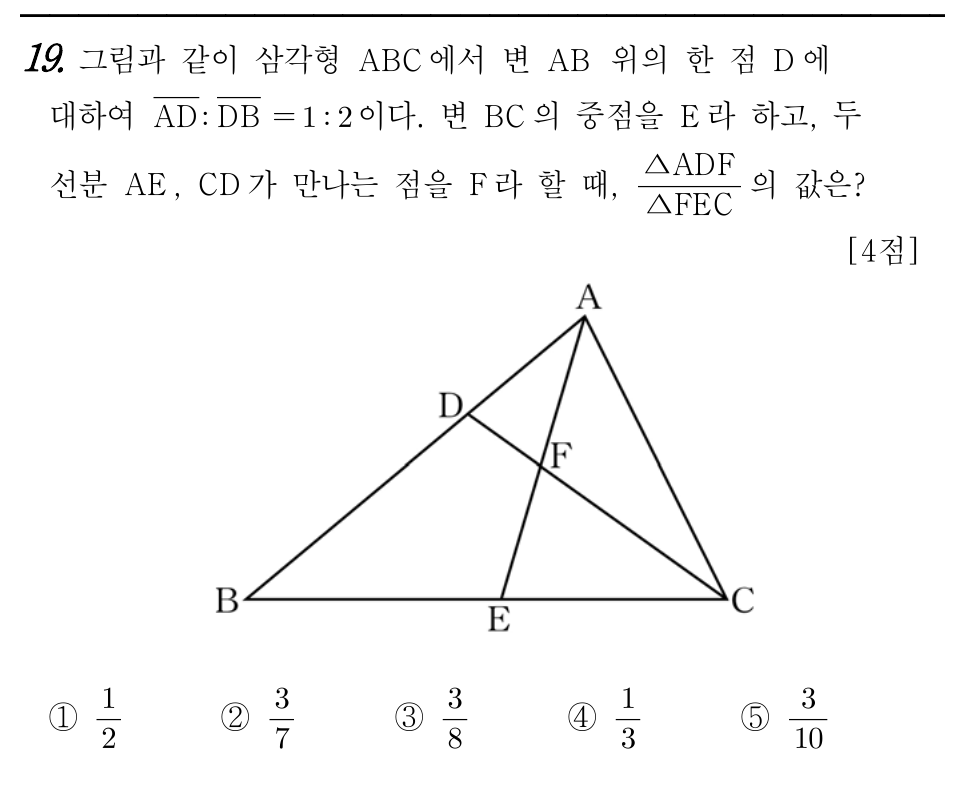 19. 그림과 같이 삼각형 ABC에서 변 AB 위의 한 점 D에
대하여 AD:DB=1:2이다. 변 BC의 중점을 E라 하고, 두
선분 AE, CD가 만나는 점을 F라 할 때, △ADF/△FEC 의 값은?
[4점]
A
D
F
B
E
C
① 1/2 ② 3/7 ③ 3/8 ④ 1/3 ⑤ 3/10